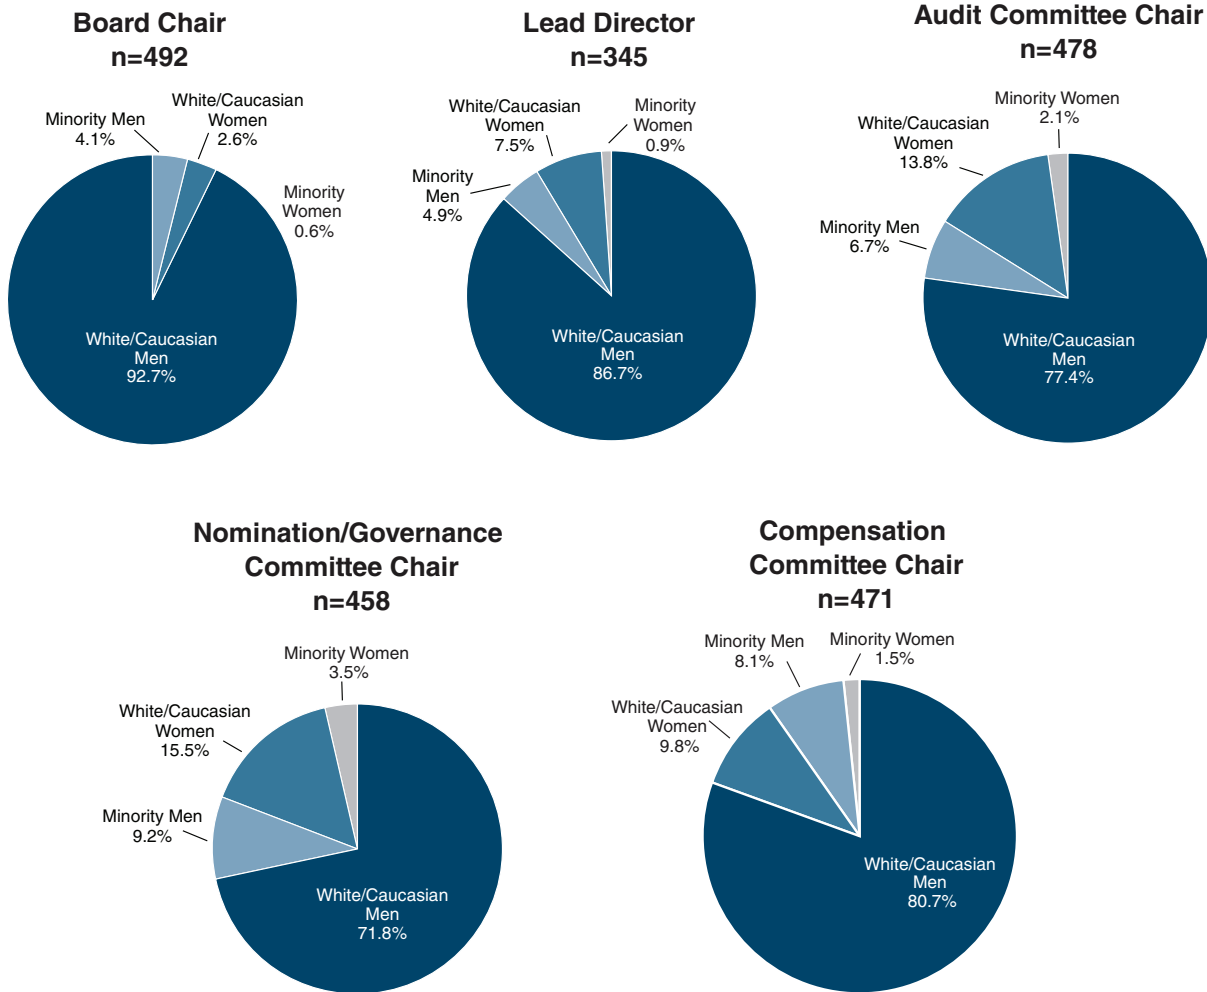 Board Chair
n=492
Minority Men
4.1%
White/Caucasian
Women
2.6%
Minority
Women
0.6%
White/Caucasian
Men
92.7%
Lead Director
n=345
White/Caucasian
Women
7.5%
Minority
Women
0.9%
Minority
Men
4.9%
White/Caucasian
Men
86.7%
Audit Committee Chair
n=478
Minority Women
2.1%
White/Caucasian
Women
13.8%
Minority Men
6.7%
White/Caucasian
Men
77.4%
Nomination/Governance
Committee Chair
n=458
Minority Women
3.5%
White/Caucasian
Women
15.5%
Minority Men
9.2%
White/Caucasian
Men
71.8%
Compensation
Committee Chair
n=471
Minority Men
8.1%
Minority Women
1.5%
White/Caucasian
Women
9.8%
White/Caucasian
Men
80.7%